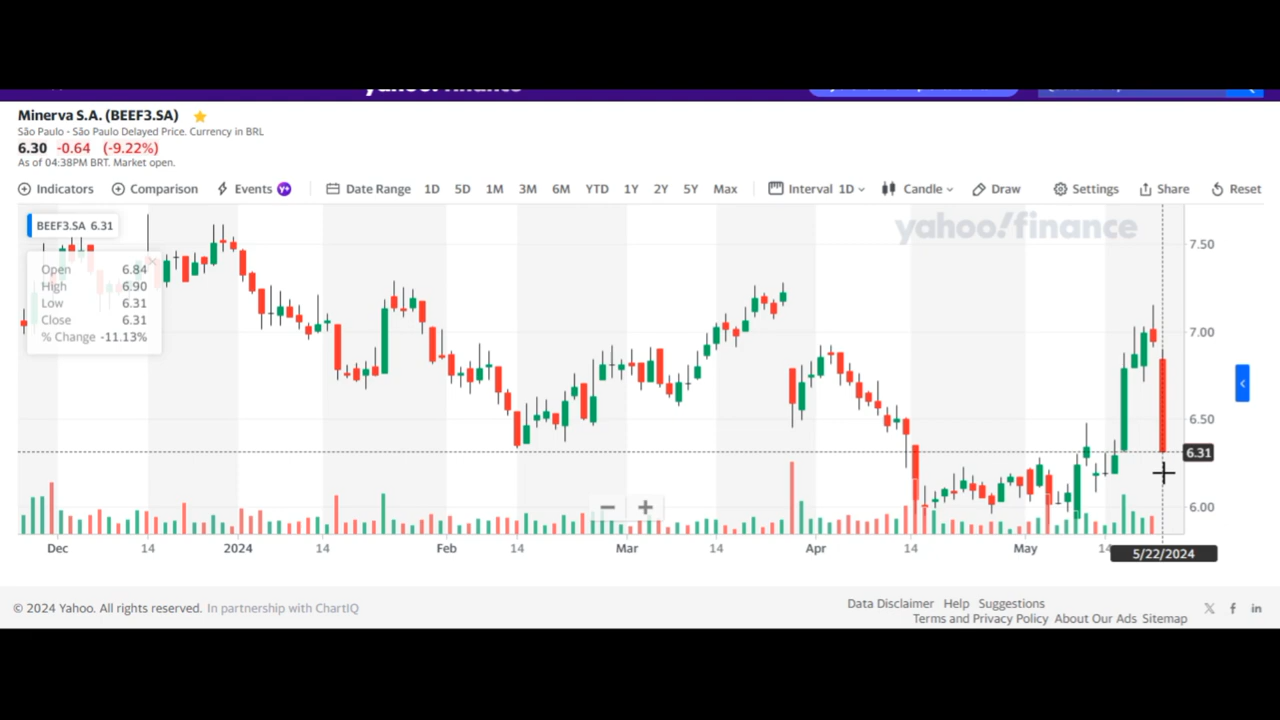 Minerva S.A. (BEEF3.SA)
São Paulo - São Paulo Delayed Price. Currency in BRL
6.30 -0.64 (-9.22%)
As of 04:38PM BRT. Market open.
Indicators Comparison Events Y+ Date Range 1D 5D 1M 3M 6M YTD 1Y 2Y 5Y Max Interval 1D Candle Draw Settings Share Reset
BEEF3.SA 6.31
yahoo!finance
Open 6.84
High 6.90
Low 6.31
Close 6.31
% Change -11.13%
7.50
7.00
6.50
6.31
6.00
Dec 14 2024 14 Feb 14 Mar 14 Apr 14 May 14
5/22/2024
© 2024 Yahoo. All rights reserved. In partnership with ChartIQ
Data Disclaimer Help Suggestions
Terms and Privacy Policy About Our Ads Sitemap